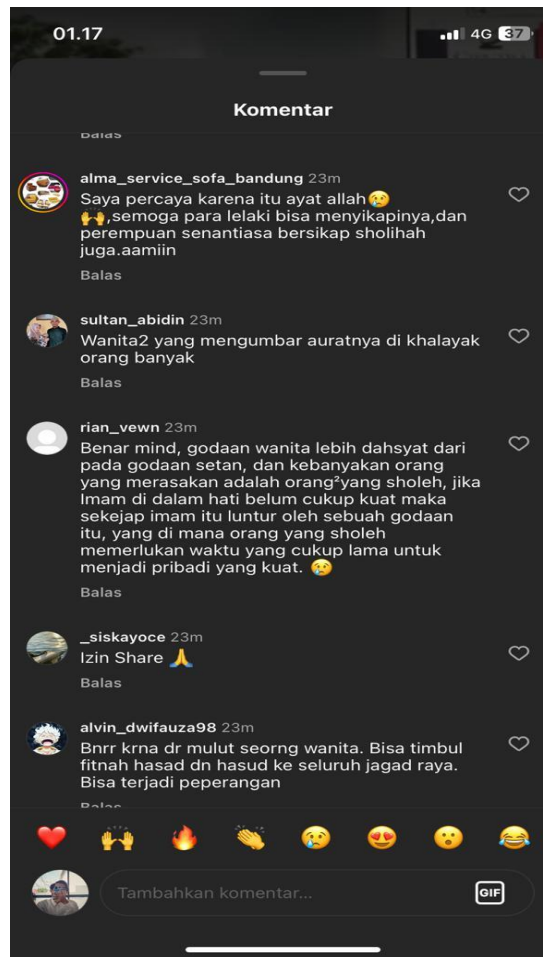 01.17
4G 37
Komentar
Balas
alma_service_sofa_bandung 23m
Saya percaya karena itu ayat allah😢
🙌,semoga para lelaki bisa menyikapinya,dan
perempuan senantiasa bersikap sholihah
juga.aamiin
Balas
sultan_abidin 23m
Wanita2 yang mengumbar auratnya di khalayak
orang banyak
Balas
rian_vewn 23m
Benar mind, godaan wanita lebih dahsyat dari
pada godaan setan, dan kebanyakan orang
yang merasakan adalah orang²yang sholeh, jika
Imam di dalam hati belum cukup kuat maka
sekejap imam itu luntur oleh sebuah godaan
itu, yang di mana orang yang sholeh
memerlukan waktu yang cukup lama untuk
menjadi pribadi yang kuat. 😢
Balas
_siskayoce 23m
Izin Share 🙏
Balas
alvin_dwifauza98 23m
Bnrr krna dr mulut seorng wanita. Bisa timbul
fitnah hasad dn hasud ke seluruh jagad raya.
Bisa terjadi peperangan
Balas
Tambahkan komentar...
GIF